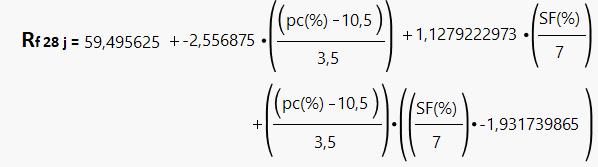 Rf 28 j = 59,495625 + -2,556875 • ((pc(%) - 10,5) / 3,5) + 1,1279222973 • (SF(%) / 7)
+ ((pc(%) - 10,5) / 3,5) • ((SF(%) / 7) • -1,931739865)